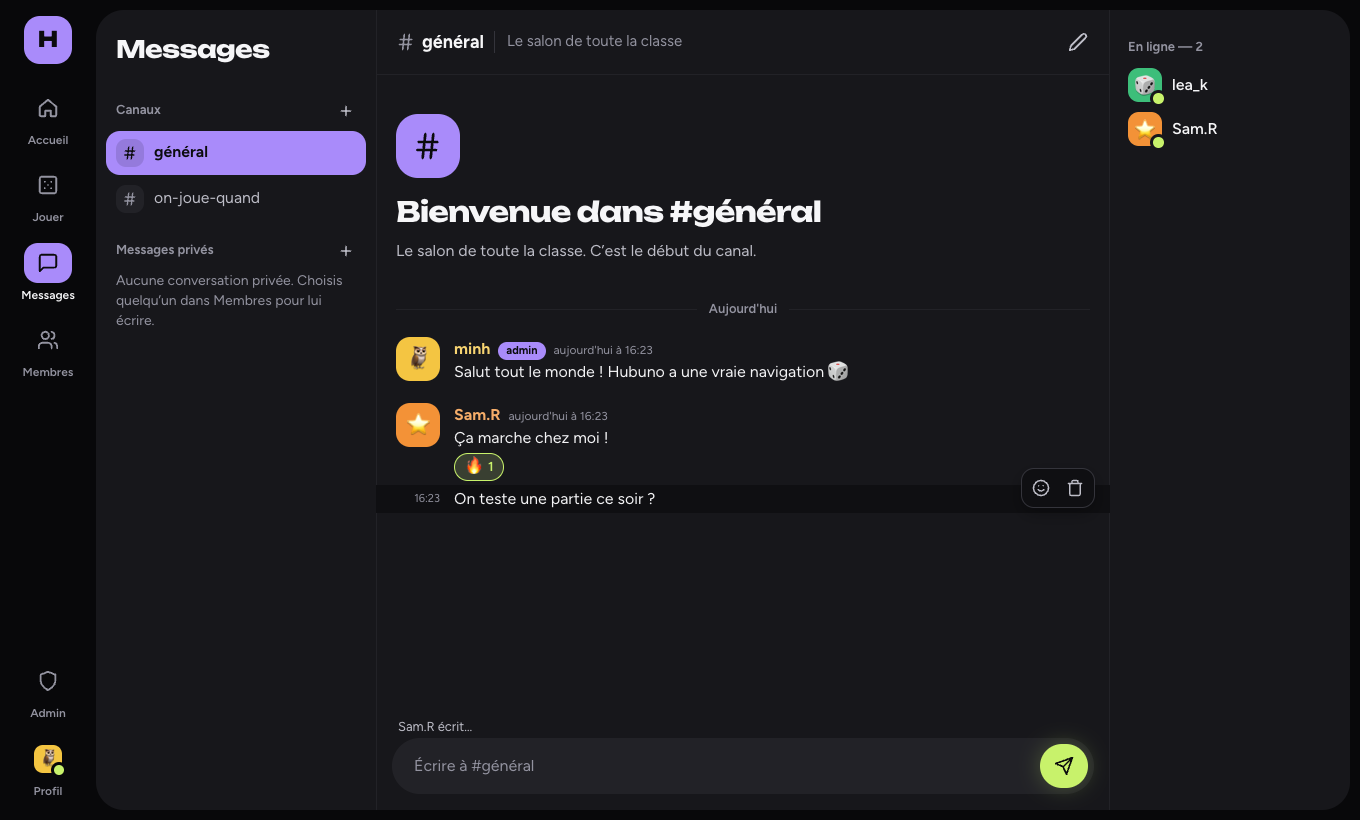 H
Accueil
Jouer
Messages
Membres
Admin
Profil
Messages
Canaux
# général
# on-joue-quand
Messages privés
Aucune conversation privée. Choisis
quelqu'un dans Membres pour lui
écrire.
# général
Le salon de toute la classe
#
Bienvenue dans #général
Le salon de toute la classe. C’est le début du canal.
Aujourd'hui
minh admin aujourd'hui à 16:23
Salut tout le monde ! Hubuno a une vraie navigation 🎲
Sam.R aujourd'hui à 16:23
Ça marche chez moi !
🔥 1
16:23 On teste une partie ce soir ?
Sam.R écrit…
Écrire à #général
En ligne — 2
lea_k
Sam.R